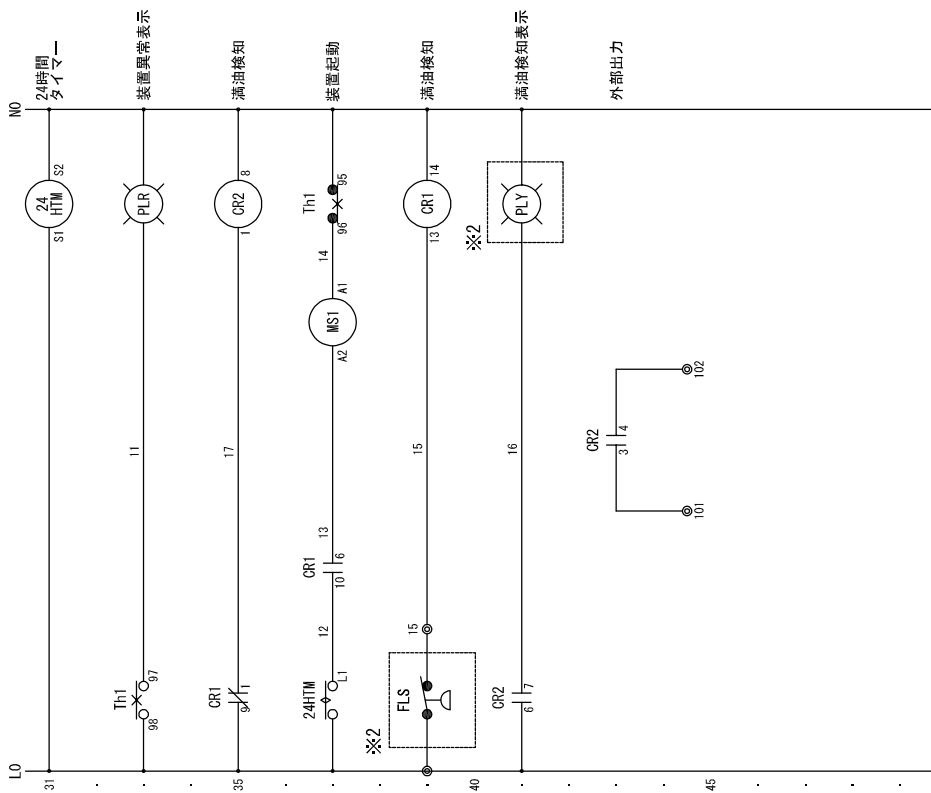 L0
N0
31
S1
24
HTM
S2
24時間
タイマー
98
Th1
97
11
PLR
装置異常表示
35
CR1
9
1
17
1
CR2
8
満油検知
24HTM
L1
12
CR1
10
6
13
A2
MS1
A1
14
96
Th1
95
装置起動
※2
FLS
15
15
13
CR1
14
満油検知
40
CR2
6
7
16
※2
PLY
満油検知表示
101
CR2
3
4
102
外部出力
45